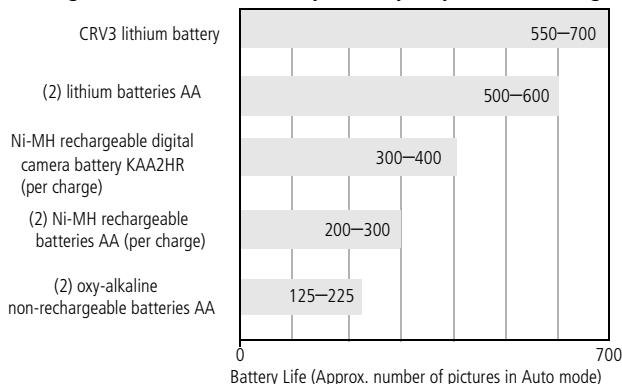 CRV3 lithium battery
550—700
(2) lithium batteries AA
500—600
Ni-MH rechargeable digital
camera battery KAA2HR
(per charge)
300—400
(2) Ni-MH rechargeable
batteries AA (per charge)
200—300
(2) oxy-alkaline
non-rechargeable batteries AA
125—225
0
700
Battery Life (Approx. number of pictures in Auto mode)